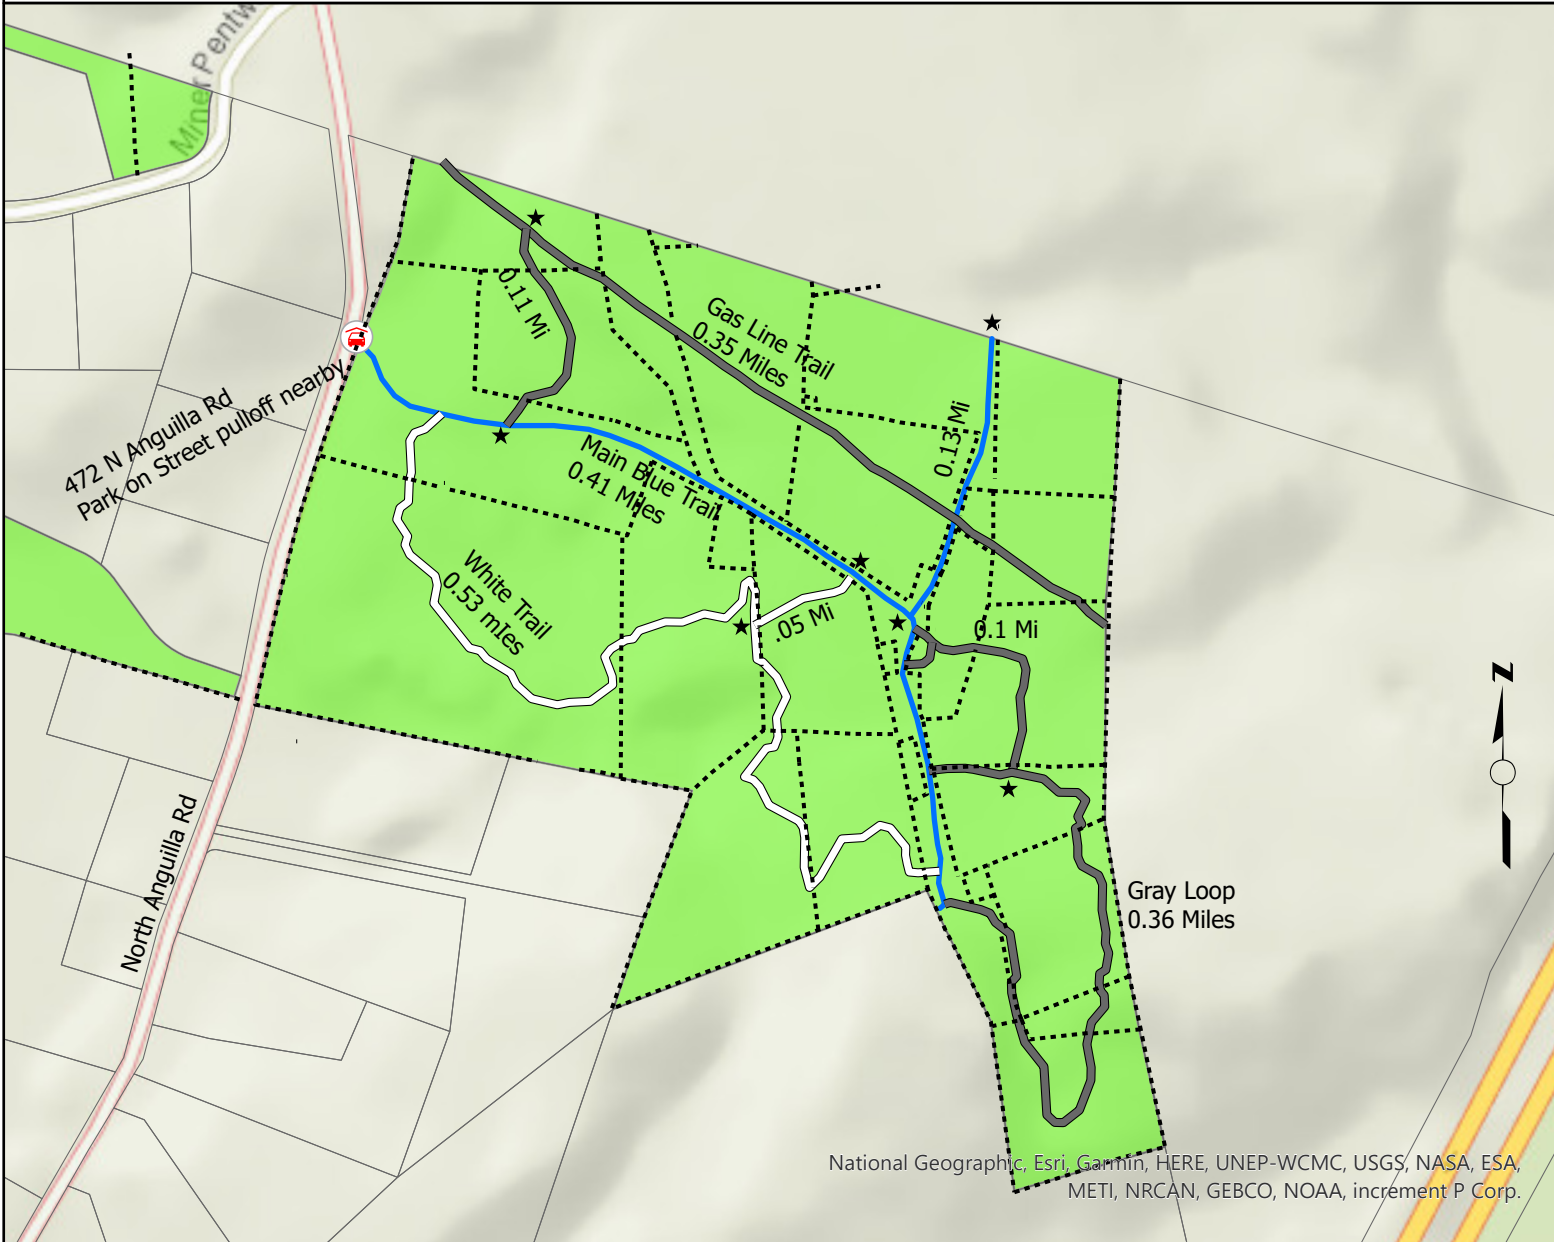 Miner Pentw
0.11 Mi
Gas Line Trail
0.35 Miles
472 N Anguilla Rd
Park on Street pulloff nearby
0.13 Mi
Main Blue Trail
0.41 Miles
White Trail
0.53 mIes
.05 Mi
0.1 Mi
N
North Anguilla Rd
Gray Loop
0.36 Miles
National Geographic, Esri, Garmin, HERE, UNEP-WCMC, USGS, NASA, ESA,
METI, NRCAN, GEBCO, NOAA, increment P Corp.